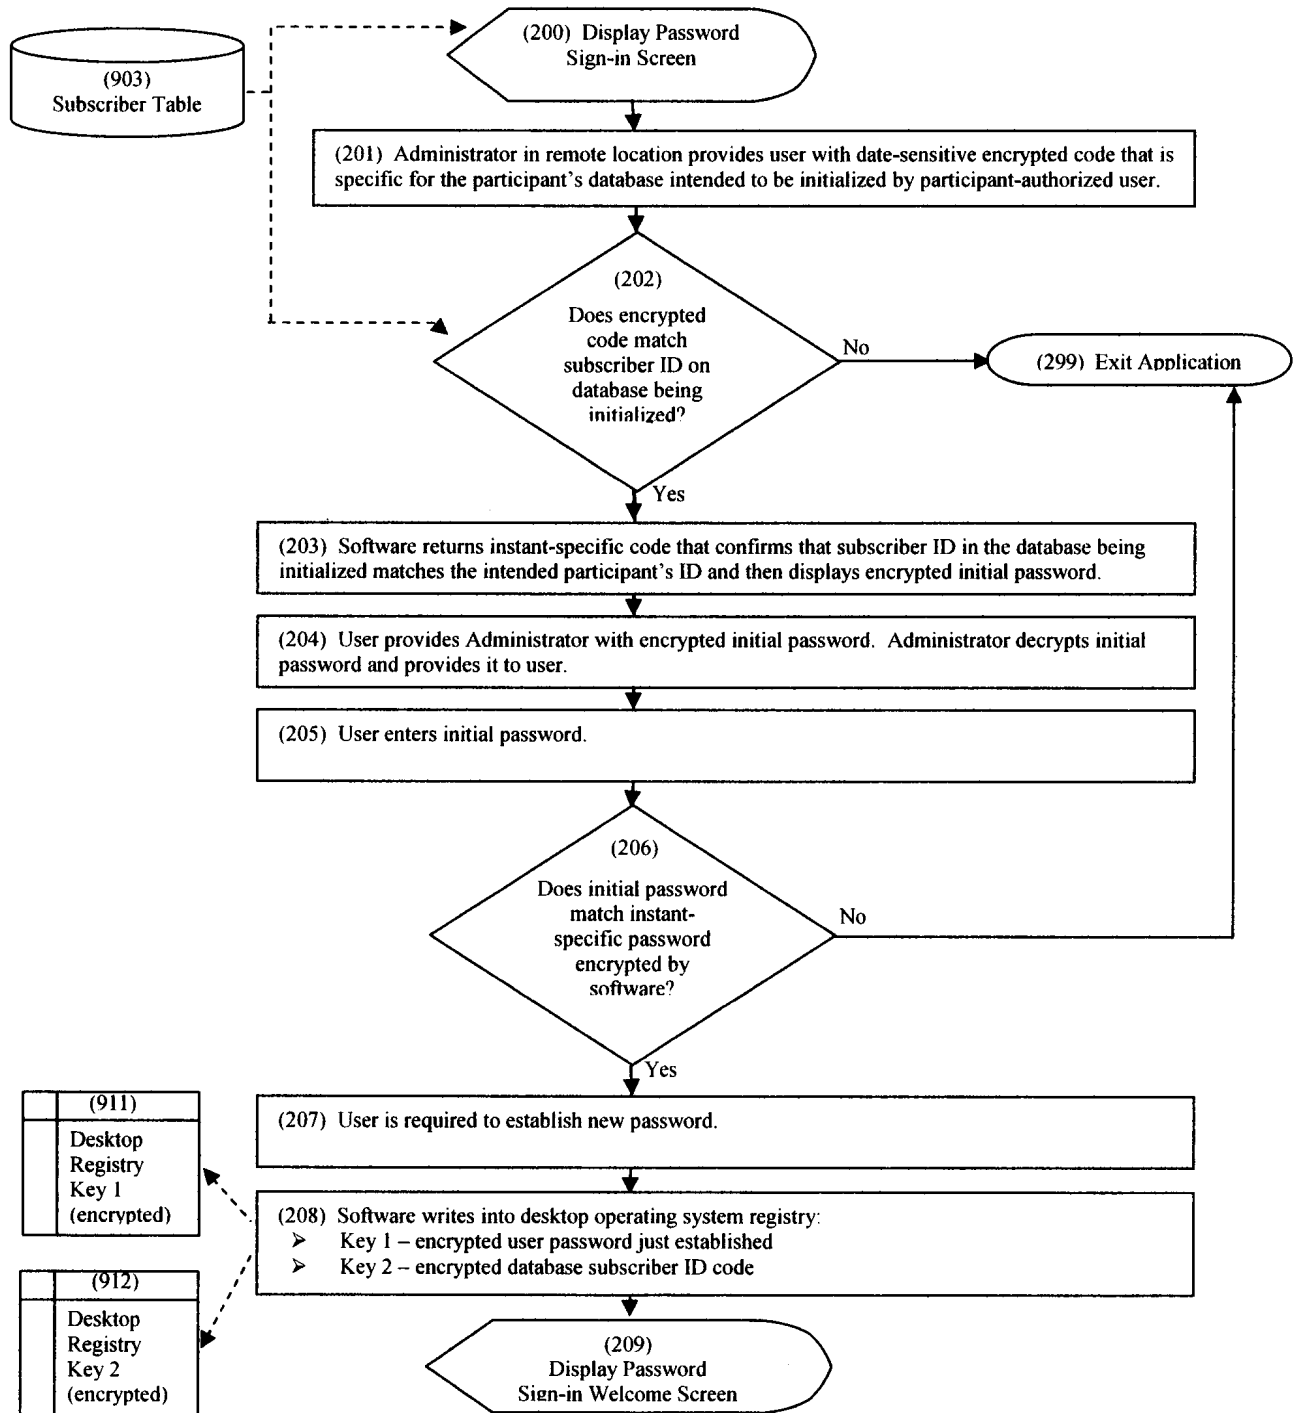 (200) Display Password
Sign-in Screen
(903)
Subscriber Table
(201) Administrator in remote location provides user with date-sensitive encrypted code that is
specific for the participant's database intended to be initialized by participant-authorized user.
(202)
Does encrypted
code match
subscriber ID on
database being
initialized?
No
(299) Exit Application
Yes
(203) Software returns instant-specific code that confirms that subscriber ID in the database being
initialized matches the intended participant's ID and then displays encrypted initial password.
(204) User provides Administrator with encrypted initial password. Administrator decrypts initial
password and provides it to user.
(205) User enters initial password.
(206)
Does initial password
match instant-
specific password
encrypted by
software?
No
Yes
(207) User is required to establish new password.
(911)
Desktop
Registry
Key 1
(encrypted)
(208) Software writes into desktop operating system registry:
➢ Key 1 – encrypted user password just established
➢ Key 2 – encrypted database subscriber ID code
(912)
Desktop
Registry
Key 2
(encrypted)
(209)
Display Password
Sign-in Welcome Screen